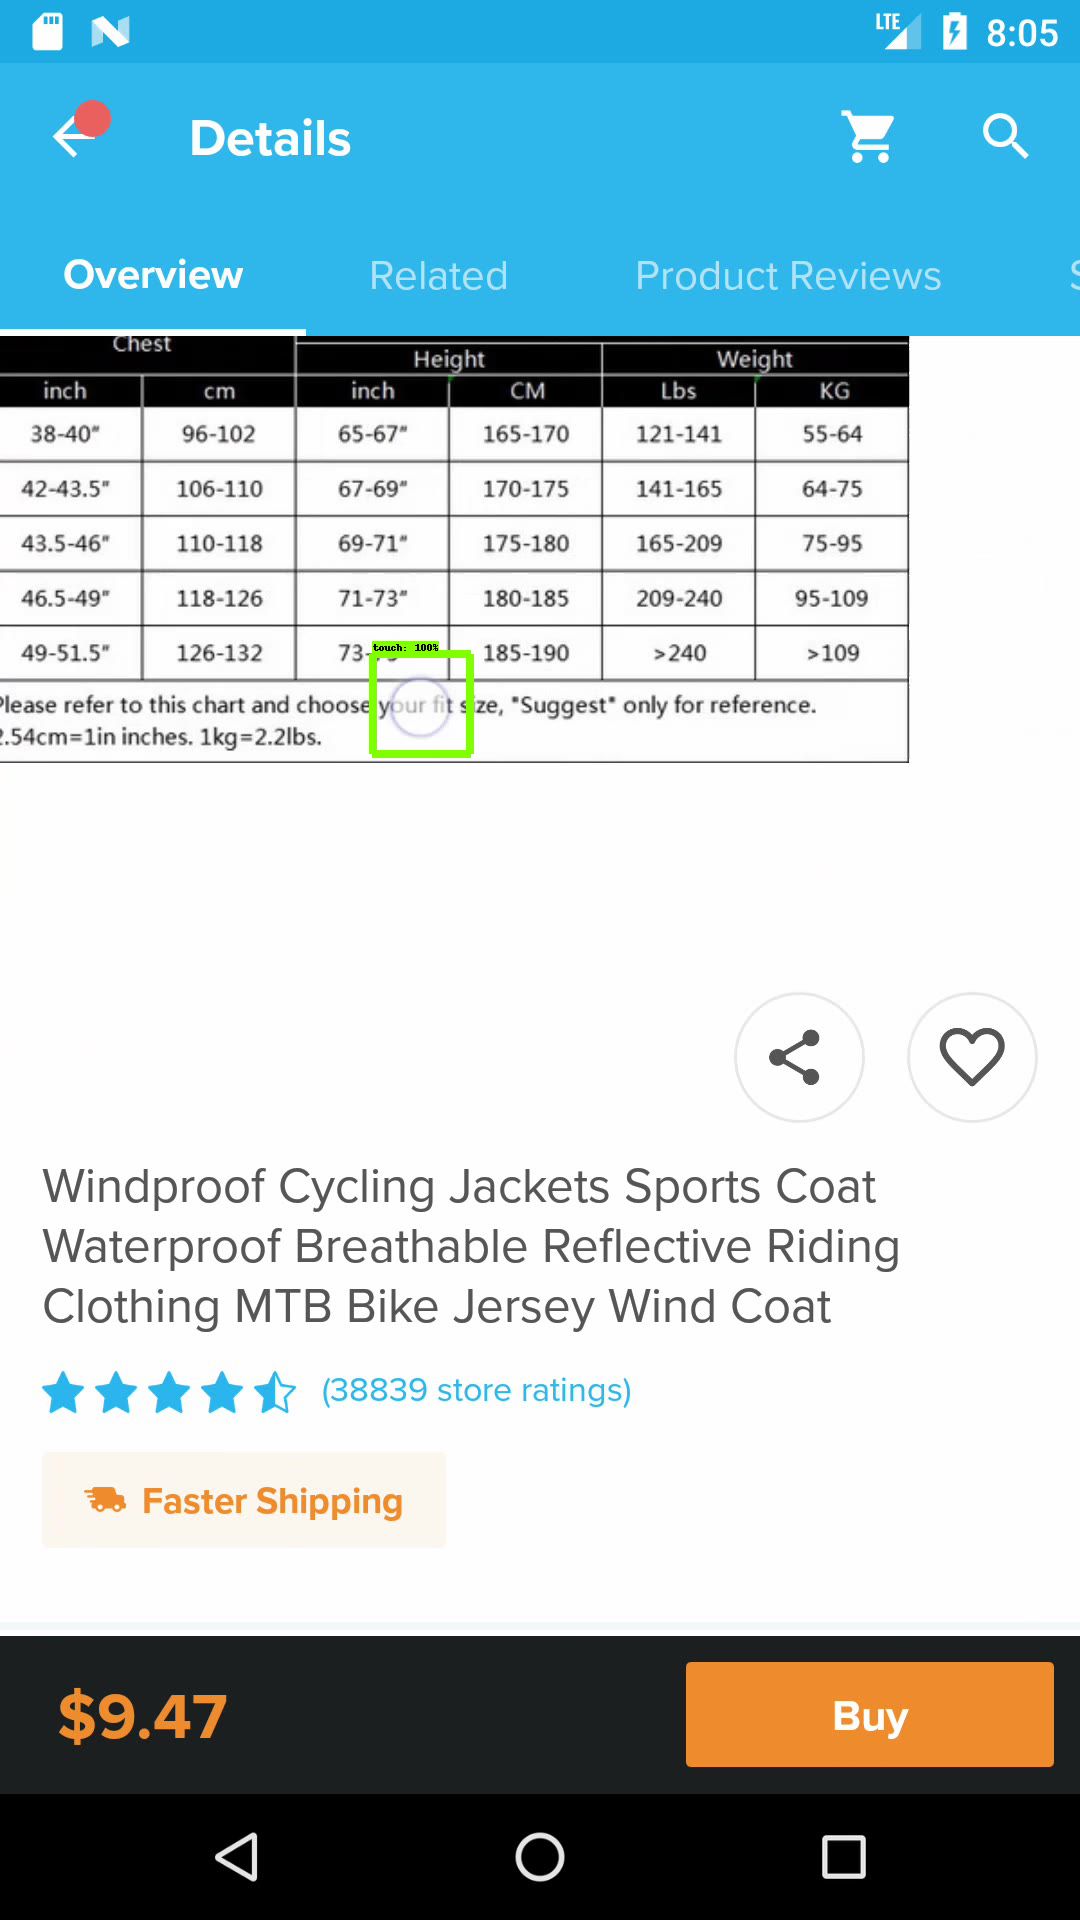 LTE 8:05
Details
Overview Related Product Reviews S
Chest
Height Weight
inch cm inch CM Lbs KG
38-40" 96-102 65-67" 165-170 121-141 55-64
42-43.5" 106-110 67-69" 170-175 141-165 64-75
43.5-46" 110-118 69-71" 175-180 165-209 75-95
46.5-49" 118-126 71-73" 180-185 209-240 95-109
touch: 100%
49-51.5" 126-132 185-190 >240 >109
Please refer to this chart and choose your fit size, "Suggest" only for reference.
2.54cm=1in inches. 1kg=2.2lbs.
Windproof Cycling Jackets Sports Coat
Waterproof Breathable Reflective Riding
Clothing MTB Bike Jersey Wind Coat
(38839 store ratings)
Faster Shipping
$9.47 Buy